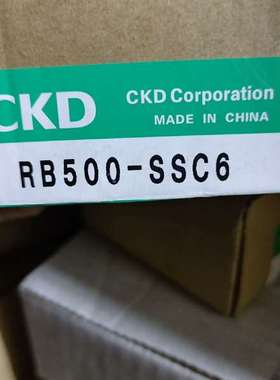 CKD
CKD Corporation
MADE IN CHINA
RB500-SSC6